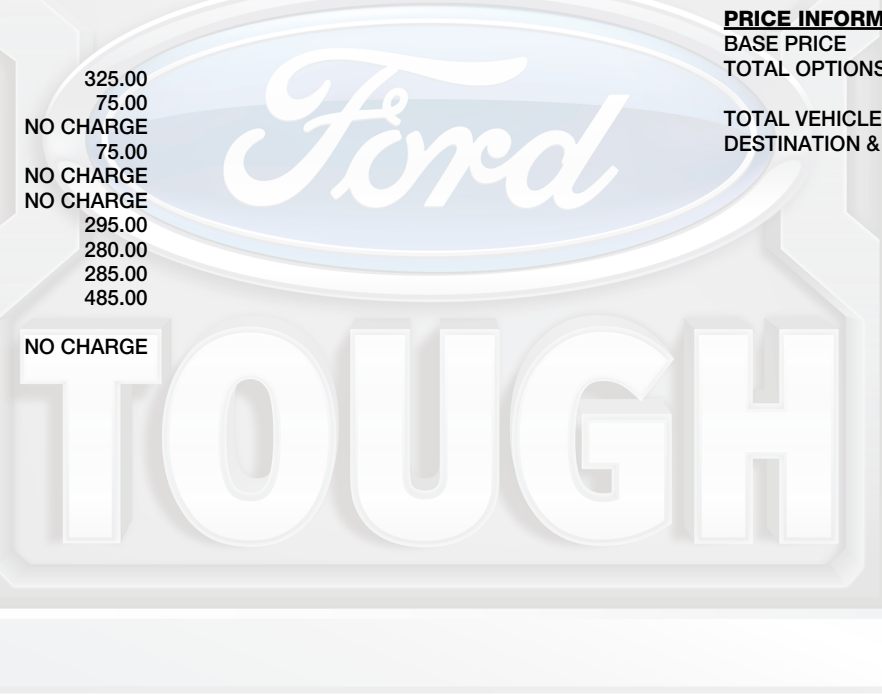 PRICE INFORM
BASE PRICE
TOTAL OPTIONS
TOTAL VEHICLE
DESTINATION &
325.00
75.00
NO CHARGE
75.00
NO CHARGE
NO CHARGE
295.00
280.00
285.00
485.00
NO CHARGE
Ford
TOUGH